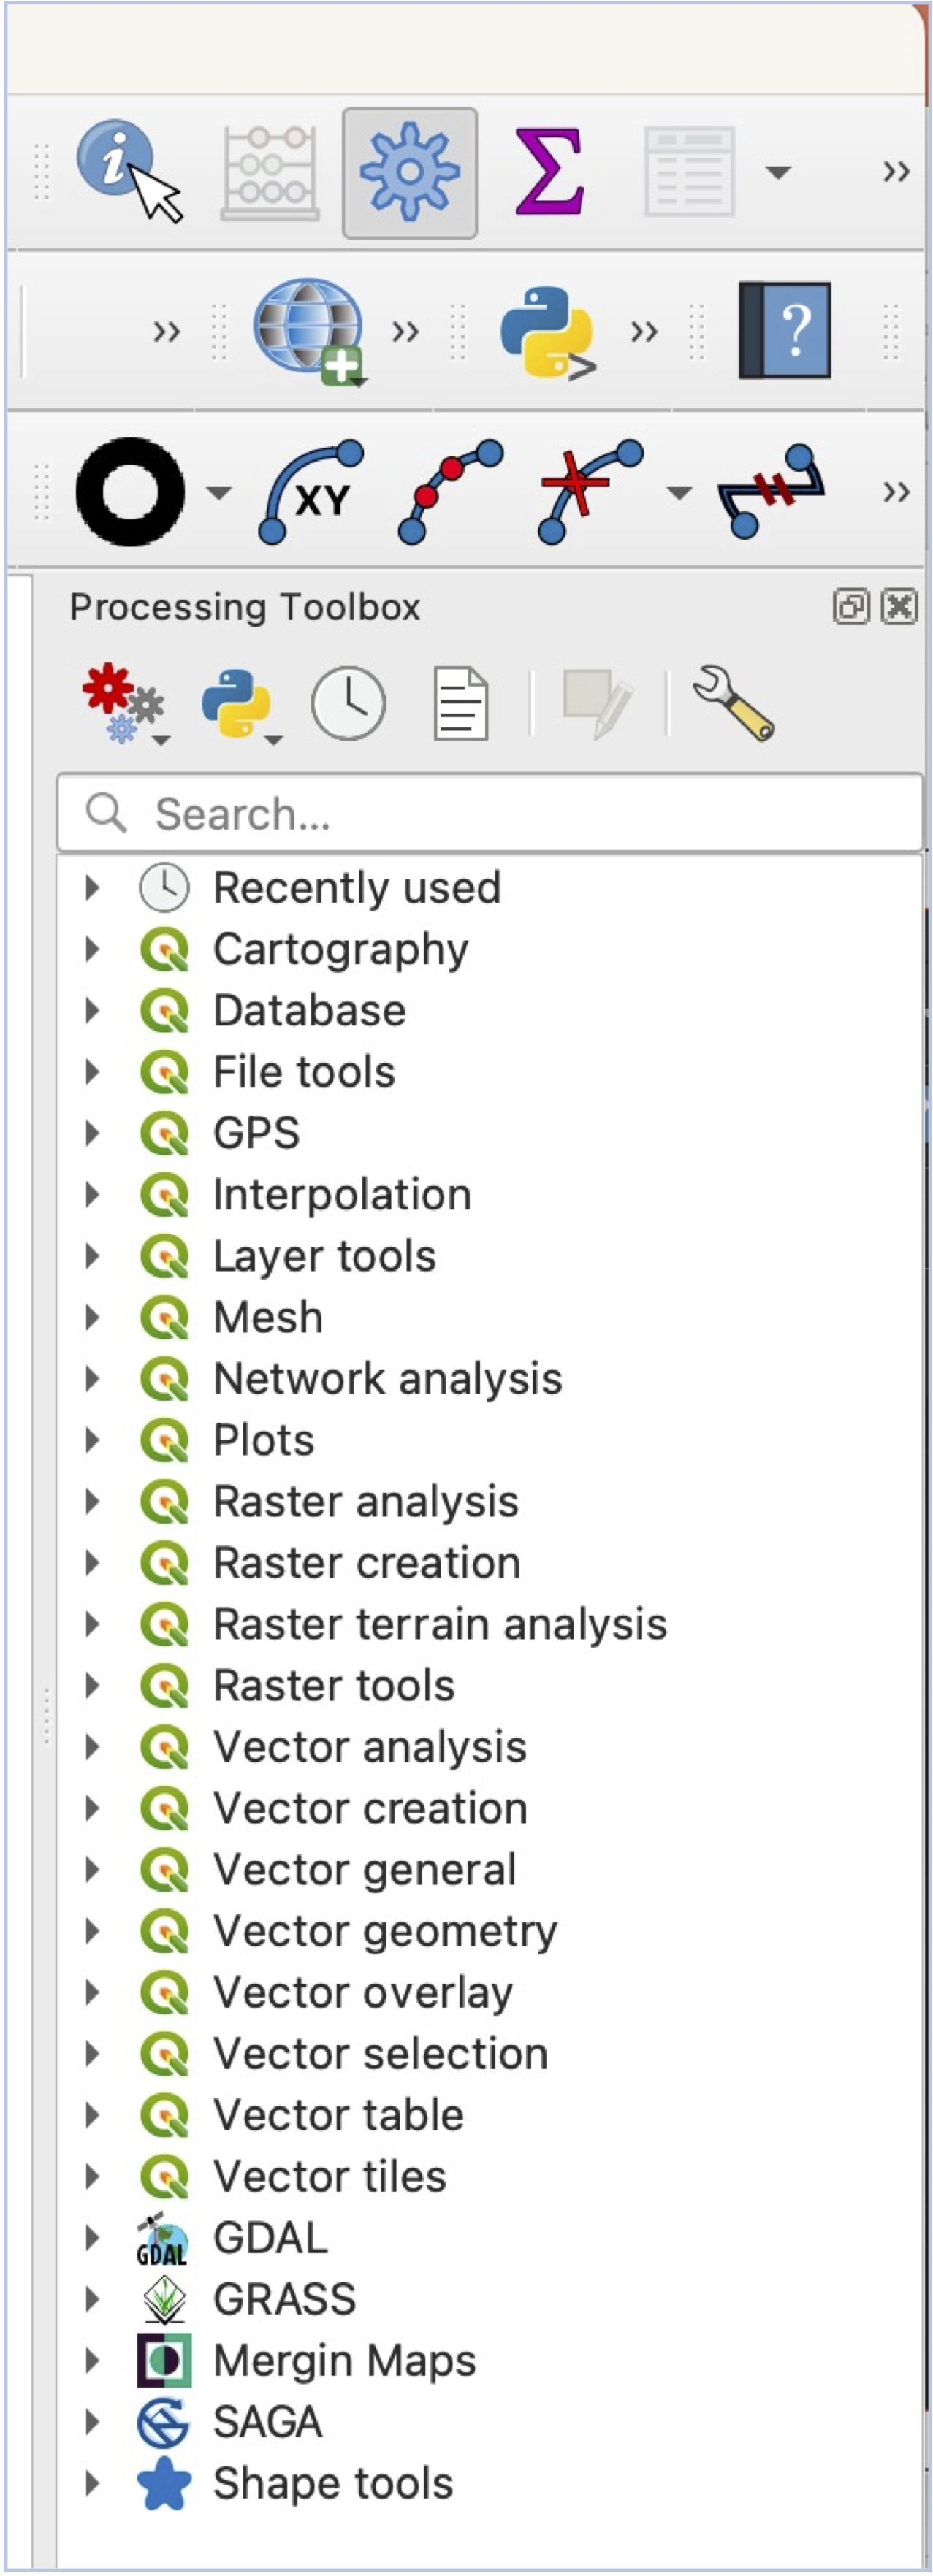 XY
Processing Toolbox
Search...
Recently used
Cartography
Database
File tools
GPS
Interpolation
Layer tools
Mesh
Network analysis
Plots
Raster analysis
Raster creation
Raster terrain analysis
Raster tools
Vector analysis
Vector creation
Vector general
Vector geometry
Vector overlay
Vector selection
Vector table
Vector tiles
GDAL GDAL
GRASS
Mergin Maps
SAGA
Shape tools